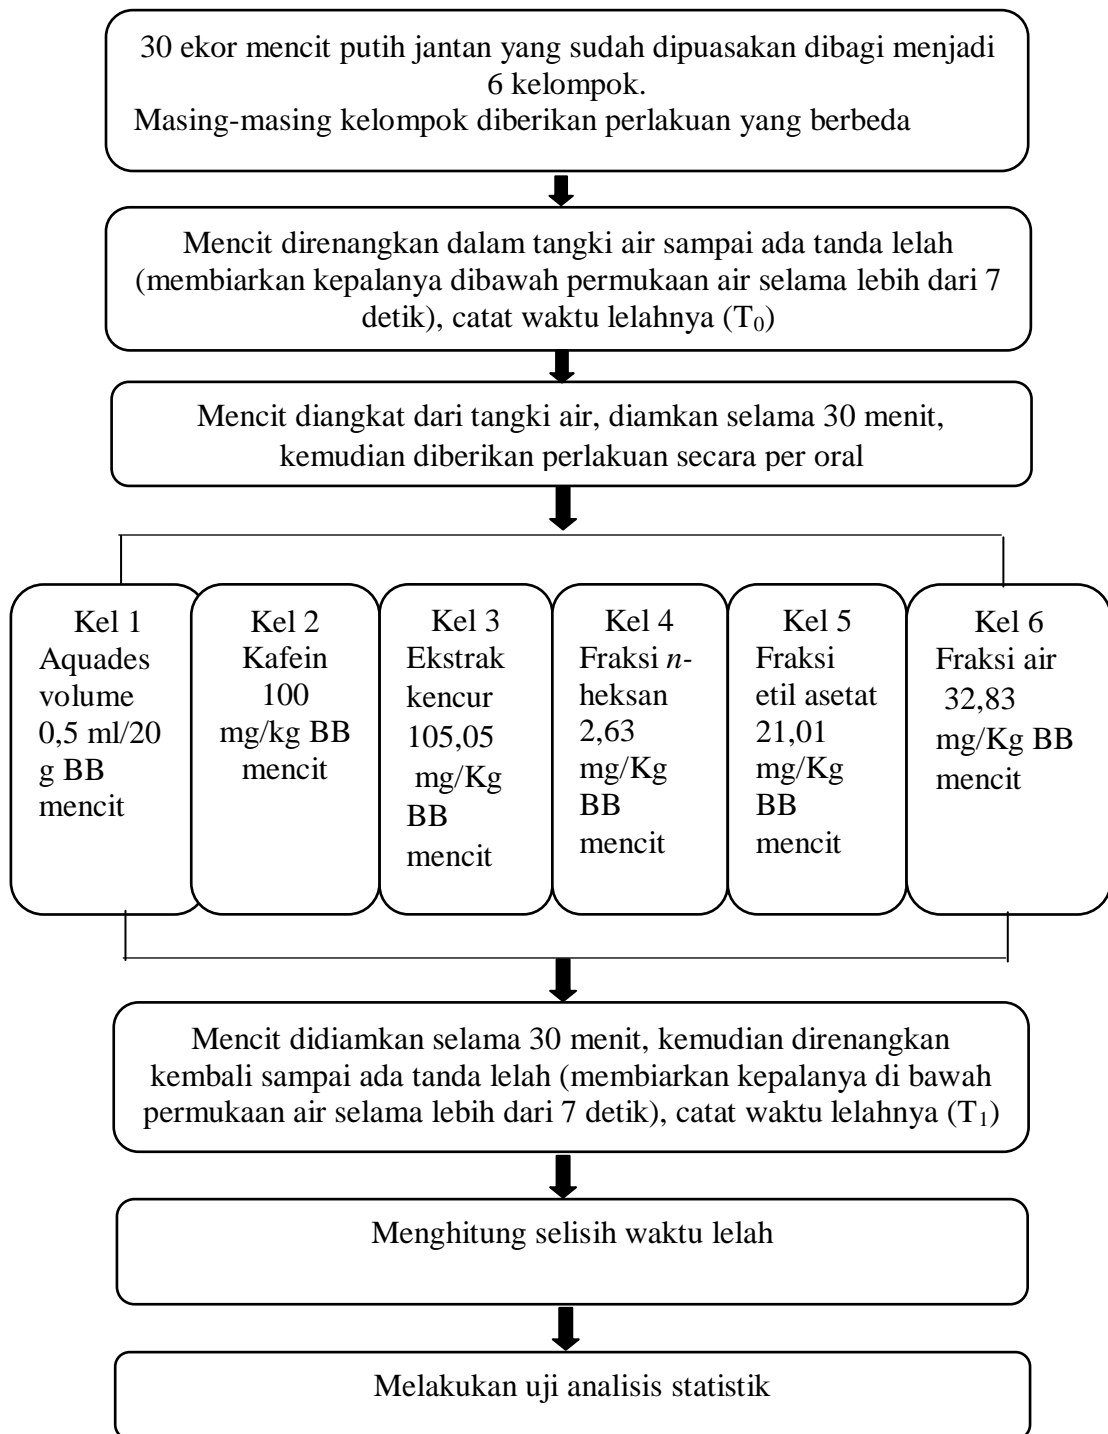 30 ekor mencit putih jantan yang sudah dipuasakan dibagi menjadi
6 kelompok.
Masing-masing kelompok diberikan perlakuan yang berbeda
Mencit direnangkan dalam tangki air sampai ada tanda lelah
(membiarkan kepalanya dibawah permukaan air selama lebih dari 7
detik), catat waktu lelahnya (T₀)
Mencit diangkat dari tangki air, diamkan selama 30 menit,
kemudian diberikan perlakuan secara per oral
Kel 1
Aquades
volume
0,5 ml/20
g BB
mencit
Kel 2
Kafein
100
mg/kg BB
mencit
Kel 3
Ekstrak
kencur
105,05
mg/Kg
BB
mencit
Kel 4
Fraksi n-
heksan
2,63
mg/Kg
BB
mencit
Kel 5
Fraksi
etil asetat
21,01
mg/Kg
BB
mencit
Kel 6
Fraksi air
32,83
mg/Kg BB
mencit
Mencit didiamkan selama 30 menit, kemudian direnangkan
kembali sampai ada tanda lelah (membiarkan kepalanya di bawah
permukaan air selama lebih dari 7 detik), catat waktu lelahnya (T₁)
Menghitung selisih waktu lelah
Melakukan uji analisis statistik